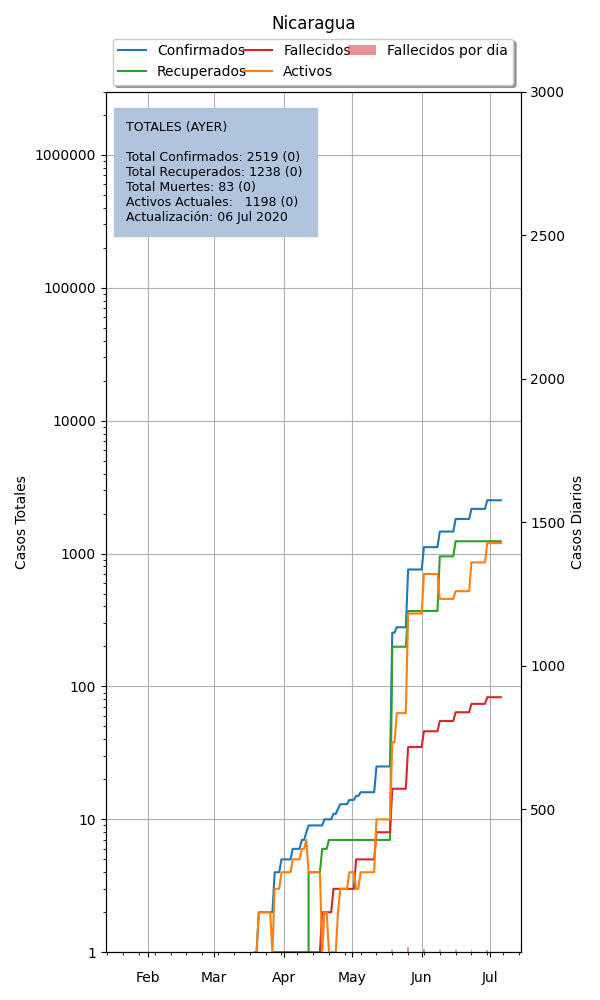 Nicaragua
Confirmados
Fallecidos
Fallecidos por dia
Recuperados
Activos
TOTALES (AYER)
Total Confirmados: 2519 (0)
Total Recuperados: 1238 (0)
Total Muertes: 83 (0)
Activos Actuales:   1198 (0)
Actualización: 06 Jul 2020
Casos Totales
1000000
100000
10000
1000
100
10
1
3000
2500
2000
1500
1000
500
Casos Diarios
Feb
Mar
Apr
May
Jun
Jul